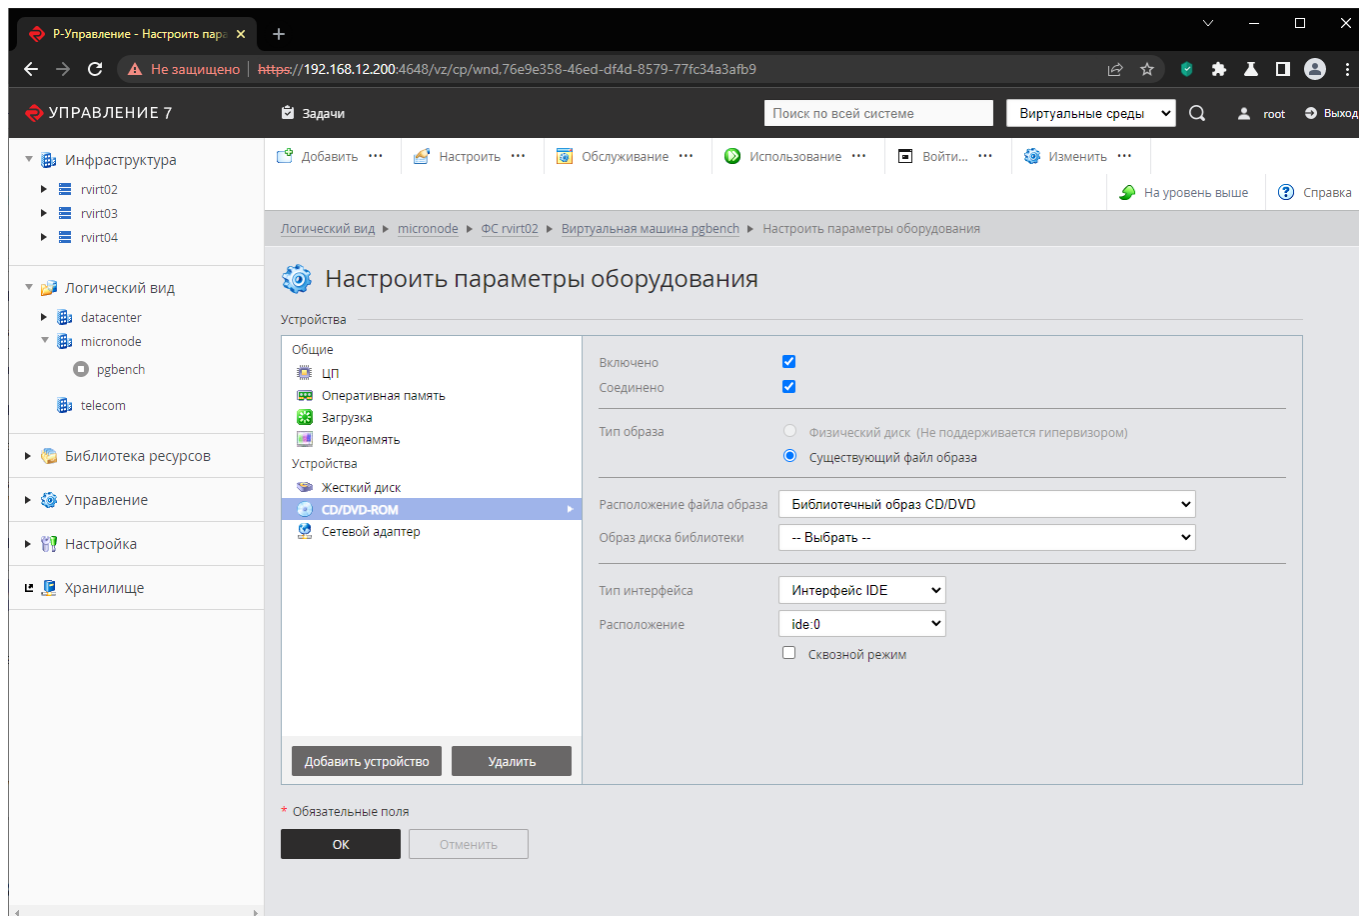 Р-Управление - Настроить пара
Не защищено https://192.168.12.200:4648/vz/cp/wnd,76e9e358-46ed-df4d-8579-77fc34a3afb9
УПРАВЛЕНИЕ 7 Задачи Поиск по всей системе Виртуальные среды root Выход
Добавить ••• Настроить ••• Обслуживание ••• Использование ••• Войти... ••• Изменить •••
На уровень выше Справка
Инфраструктура
rvirt02
rvirt03
rvirt04
Логический вид
datacenter
micronode
pgbench
telecom
Библиотека ресурсов
Управление
Настройка
Хранилище
Логический вид micronode ФС rvirt02 Виртуальная машина pgbench Настроить параметры оборудования
Настроить параметры оборудования
Устройства
Общие
ЦП
Оперативная память
Загрузка
Видеопамять
Устройства
Жесткий диск
CD/DVD-ROM
Сетевой адаптер
Добавить устройство Удалить
Включено
Соединено
Тип образа Физический диск (Не поддерживается гипервизором)
Существующий файл образа
Расположение файла образа Библиотечный образ CD/DVD
Образ диска библиотеки -- Выбрать --
Тип интерфейса Интерфейс IDE
Расположение ide:0
Сквозной режим
* Обязательные поля
ОК Отменить